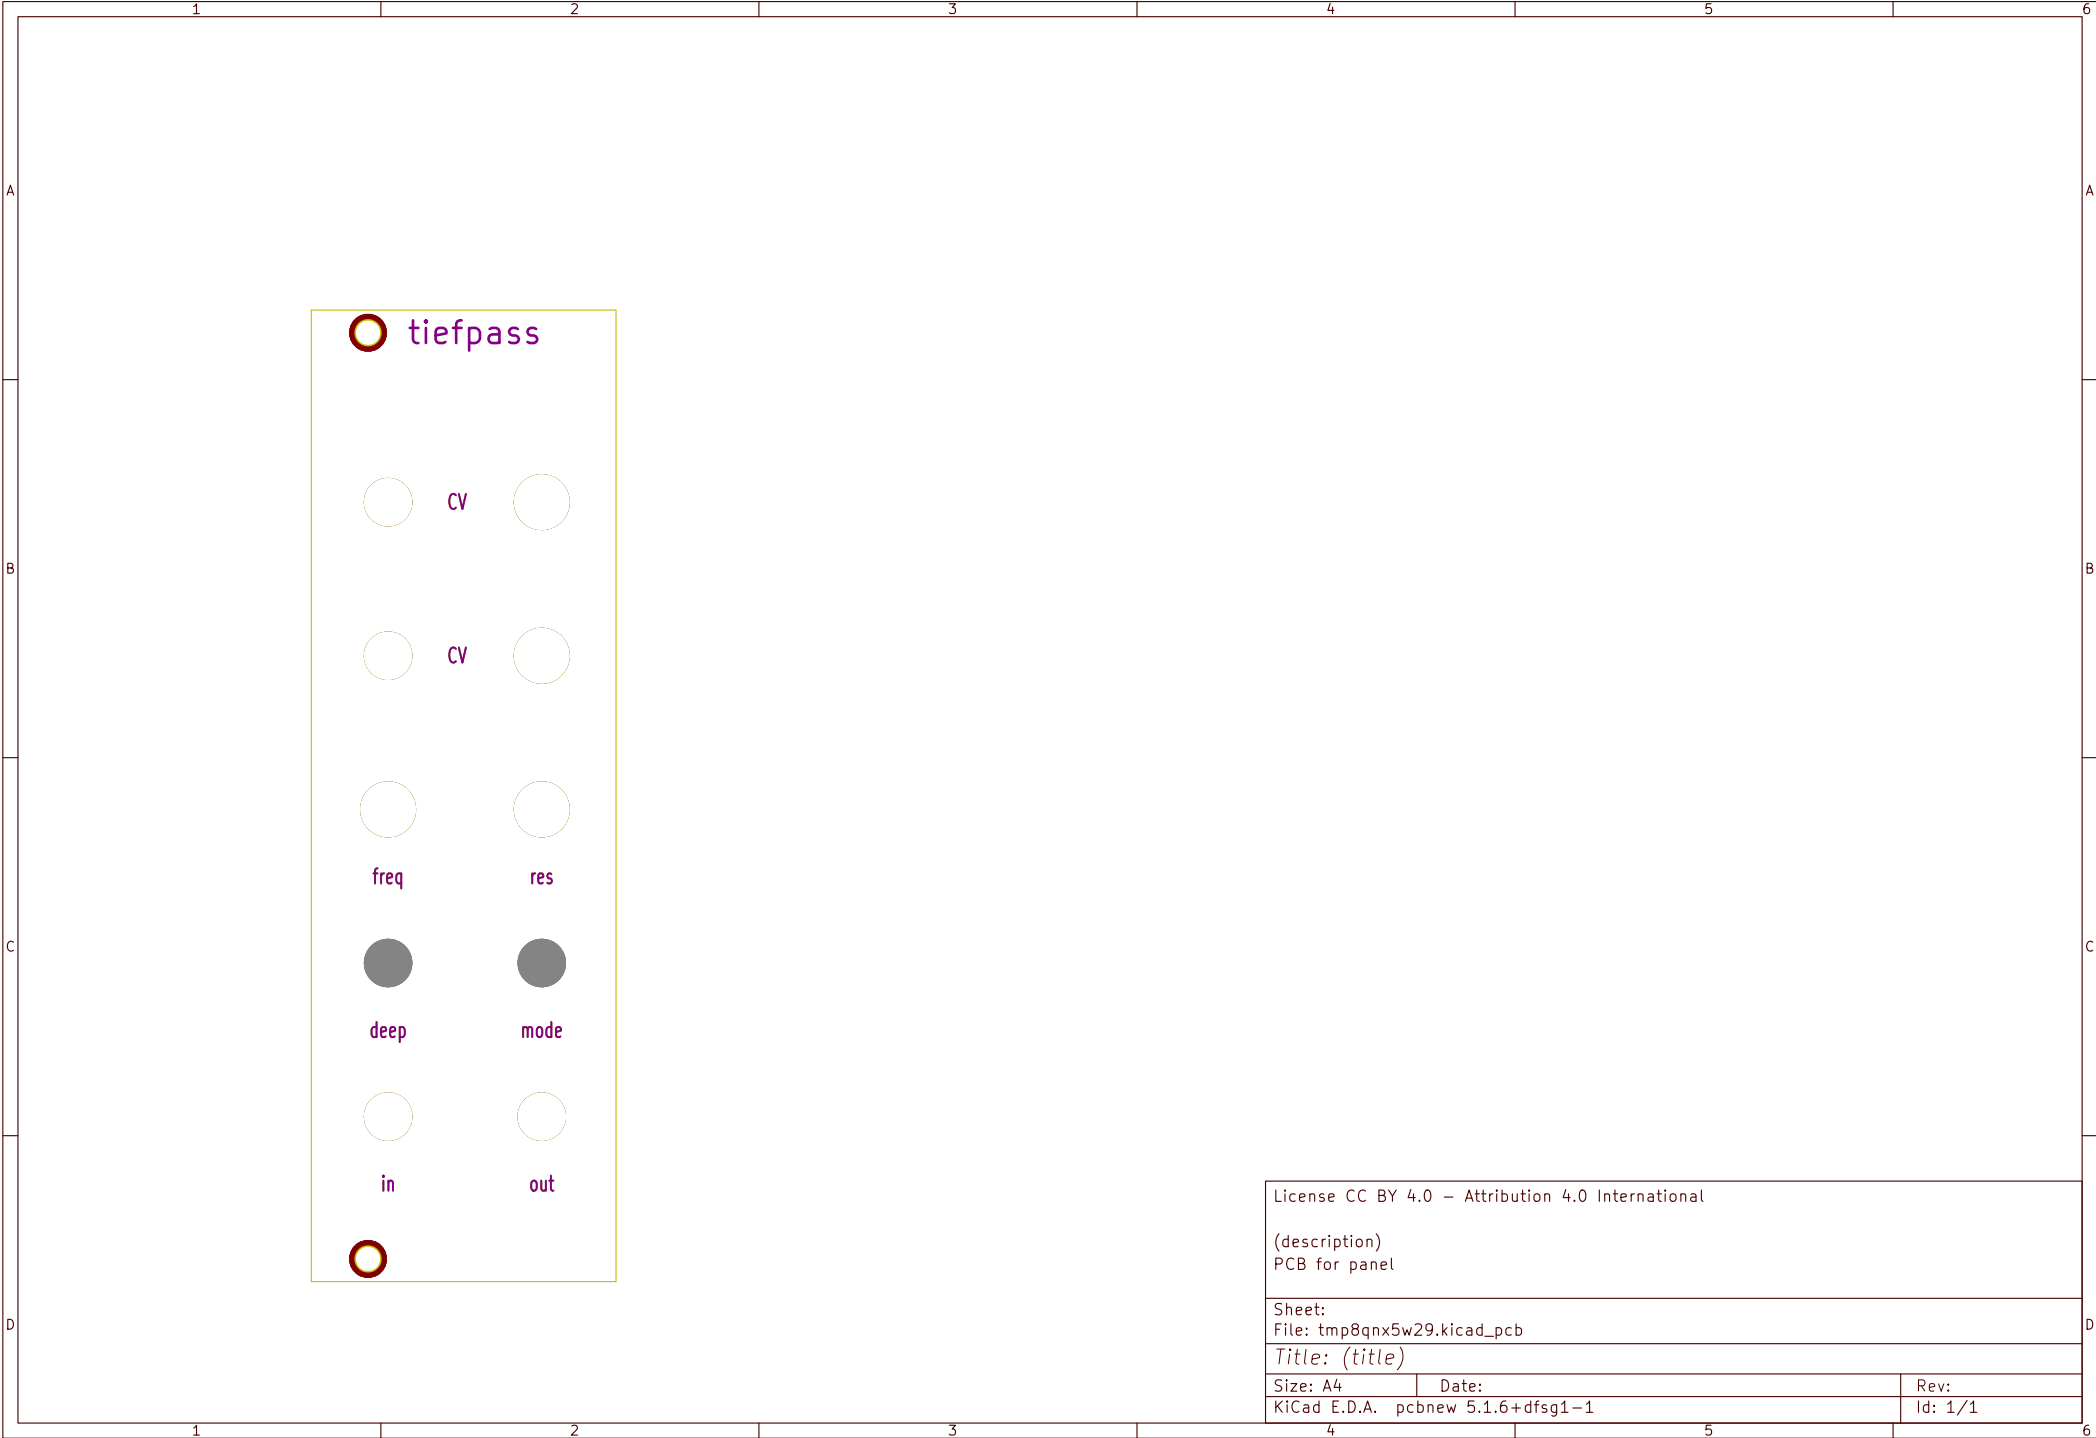 1 2 3 4 5 6
A A
tiefpass
CV
B B
CV
freq res
C C
deep mode
in out
License CC BY 4.0 – Attribution 4.0 International
(description)
PCB for panel
Sheet:
D D
File: tmp8qnx5w29.kicad_pcb
Title: (title)
Size: A4 Date: Rev:
KiCad E.D.A. pcbnew 5.1.6+dfsg1-1 Id: 1/1
1 2 3 4 5 6